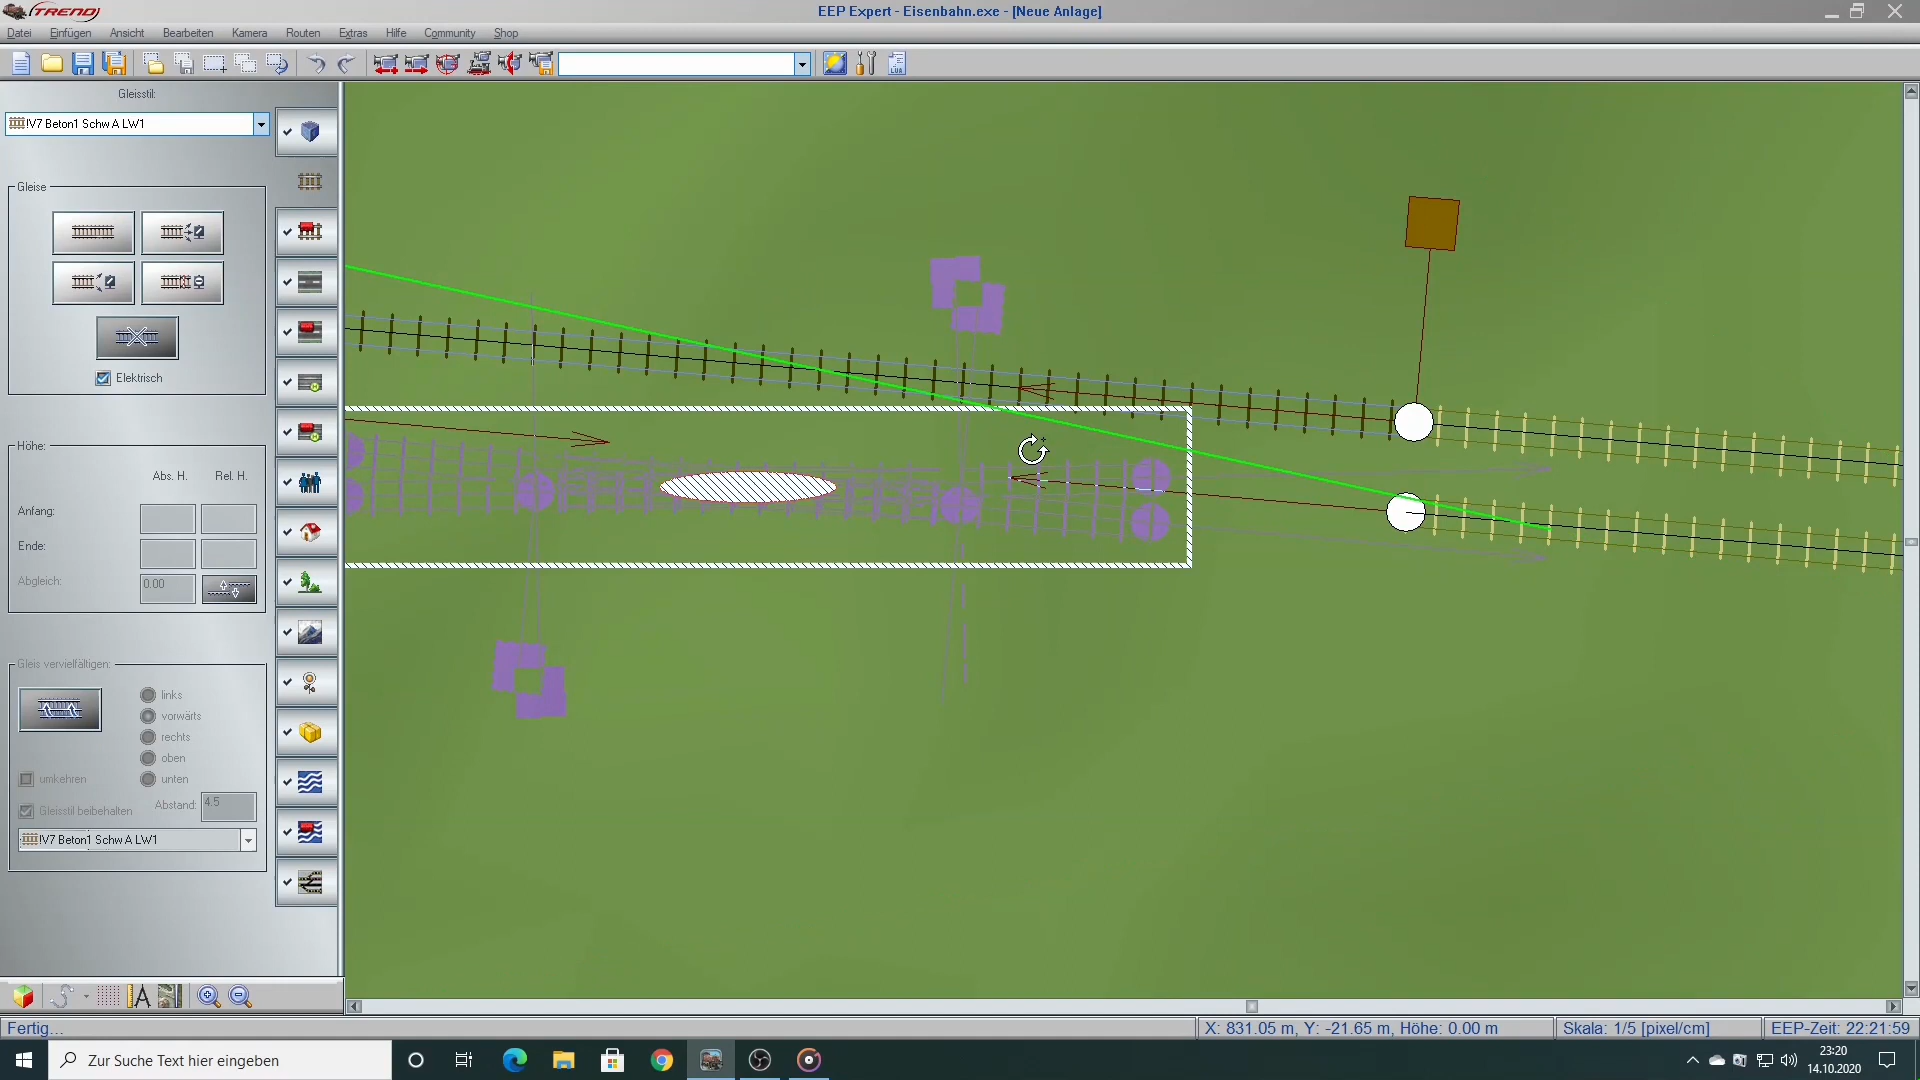 TREND
EEP Expert - Eisenbahn.exe - [Neue Anlage]
Datei Einfügen Ansicht Bearbeiten Kamera Routen Extras Hilfe Community Shop
LUA
Gleisstil:
!V7 Beton1 Schw A LW1
Gleise
Elektrisch
Höhe:
Abs. H. Rel. H.
Anfang:
Ende:
Abgleich: 0.00
Gleis vervielfältigen:
links
vorwärts
rechts
oben
umkehren unten
Abstand: 4.5
Gleisstil beibehalten
!V7 Beton1 Schw A LW1
Fertig...
X: 831.05 m, Y: -21.65 m, Höhe: 0.00 m
Skala: 1/5 [pixel/cm]
EEP-Zeit: 22:21:59
Zur Suche Text hier eingeben
23:20
14.10.2020